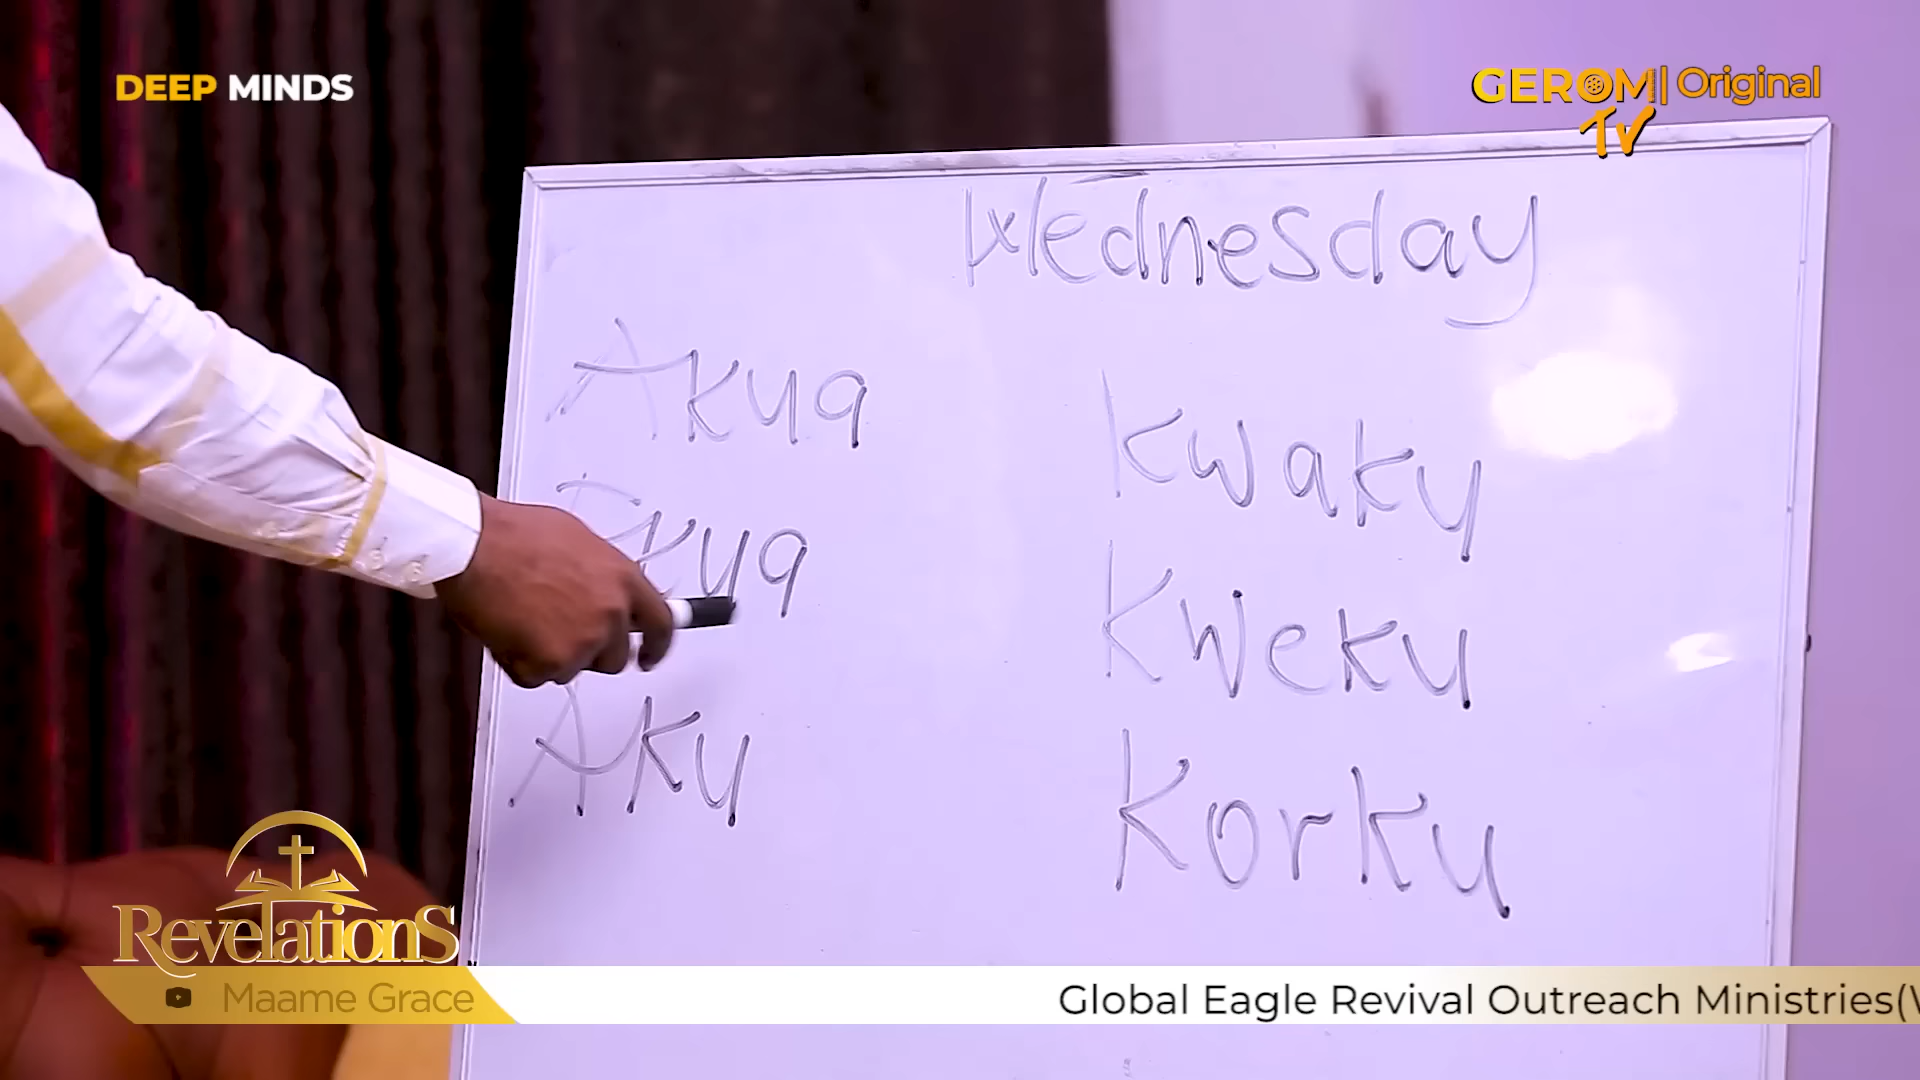 DEEP MINDS
GEROM TV | Original
Wednesday
Akua
Kwaku
Kweku
Aku
Korku
Revelations
Maame Grace
Global Eagle Revival Outreach Ministries(